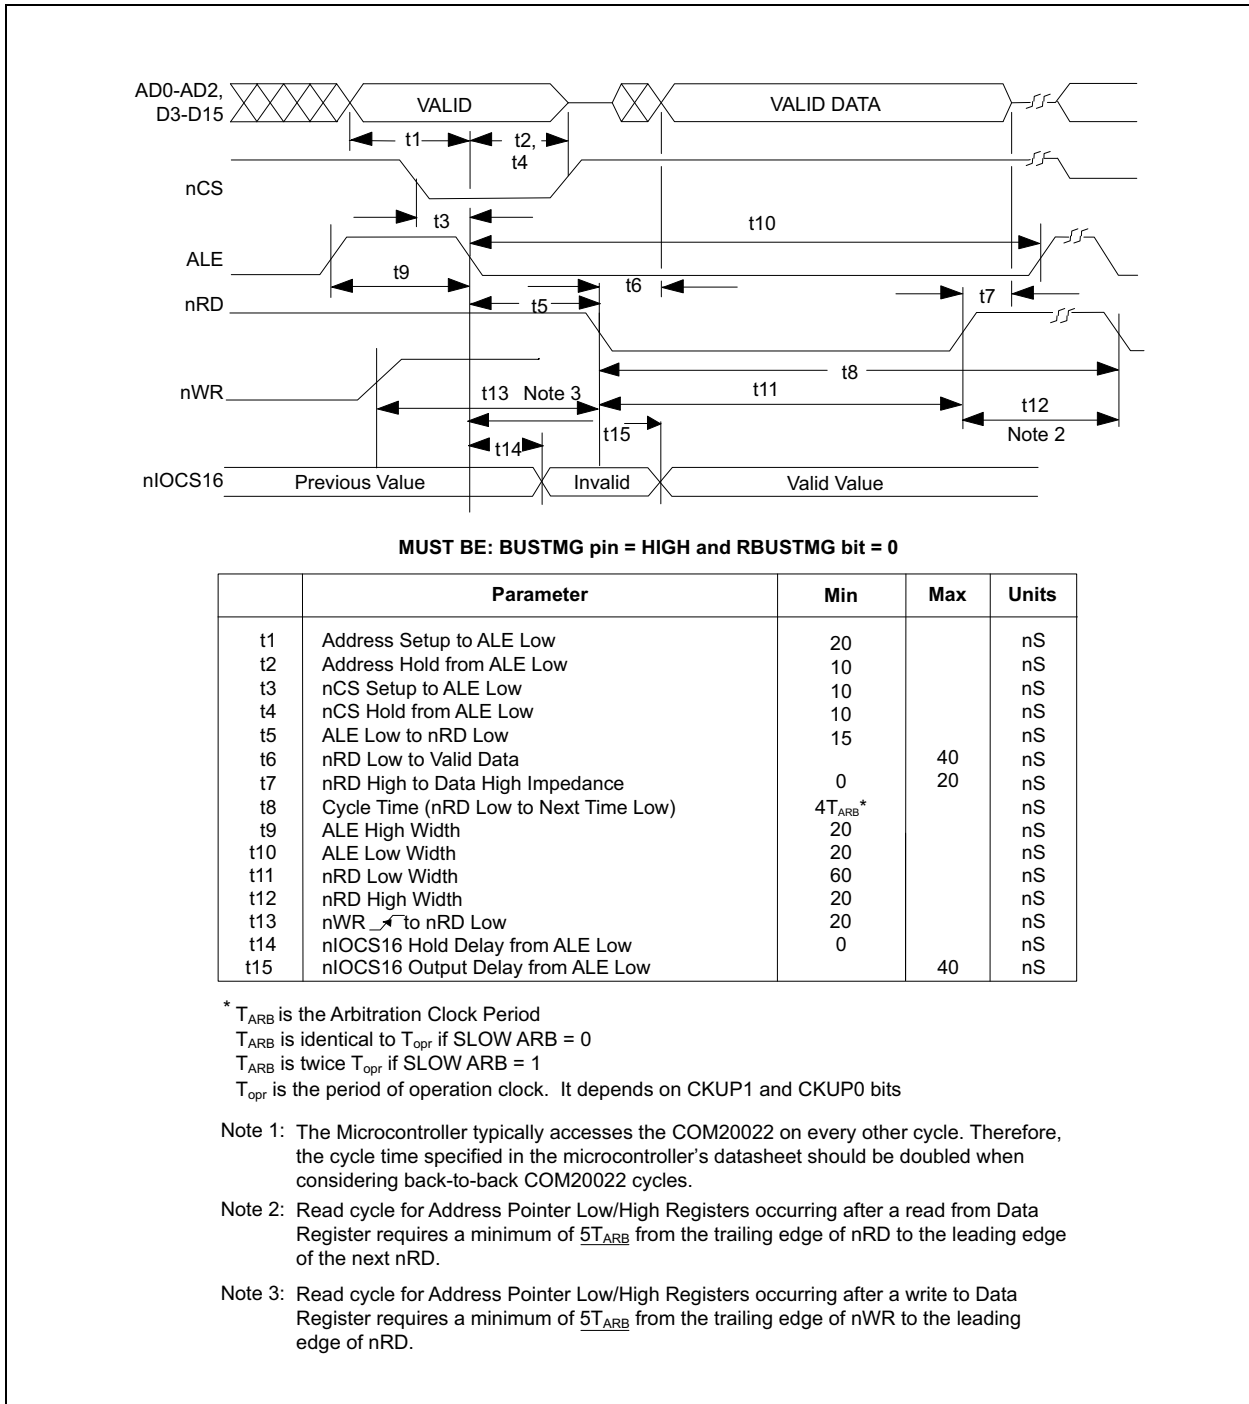 AD0-AD2,
D3-D15
VALID
VALID DATA
t1
t2,
t4
nCS
t3
t10
ALE
t9
t6
t7
nRD
t5
t8
nWR
t13 Note 3
t11
t12
Note 2
t14
t15
nIOCS16
Previous Value
Invalid
Valid Value
MUST BE: BUSTMG pin = HIGH and RBUSTMG bit = 0
Parameter Min Max Units
t1 Address Setup to ALE Low 20 nS
t2 Address Hold from ALE Low 10 nS
t3 nCS Setup to ALE Low 10 nS
t4 nCS Hold from ALE Low 10 nS
t5 ALE Low to nRD Low 15 nS
t6 nRD Low to Valid Data 40 nS
t7 nRD High to Data High Impedance 0 20 nS
t8 Cycle Time (nRD Low to Next Time Low) 4TARB* nS
t9 ALE High Width 20 nS
t10 ALE Low Width 20 nS
t11 nRD Low Width 60 nS
t12 nRD High Width 20 nS
t13 nWR to nRD Low 20 nS
t14 nIOCS16 Hold Delay from ALE Low 0 nS
t15 nIOCS16 Output Delay from ALE Low 40 nS
* TARB is the Arbitration Clock Period
TARB is identical to Topr if SLOW ARB = 0
TARB is twice Topr if SLOW ARB = 1
Topr is the period of operation clock. It depends on CKUP1 and CKUP0 bits
Note 1: The Microcontroller typically accesses the COM20022 on every other cycle. Therefore,
the cycle time specified in the microcontroller's datasheet should be doubled when
considering back-to-back COM20022 cycles.
Note 2: Read cycle for Address Pointer Low/High Registers occurring after a read from Data
Register requires a minimum of 5TARB from the trailing edge of nRD to the leading edge
of the next nRD.
Note 3: Read cycle for Address Pointer Low/High Registers occurring after a write to Data
Register requires a minimum of 5TARB from the trailing edge of nWR to the leading
edge of nRD.